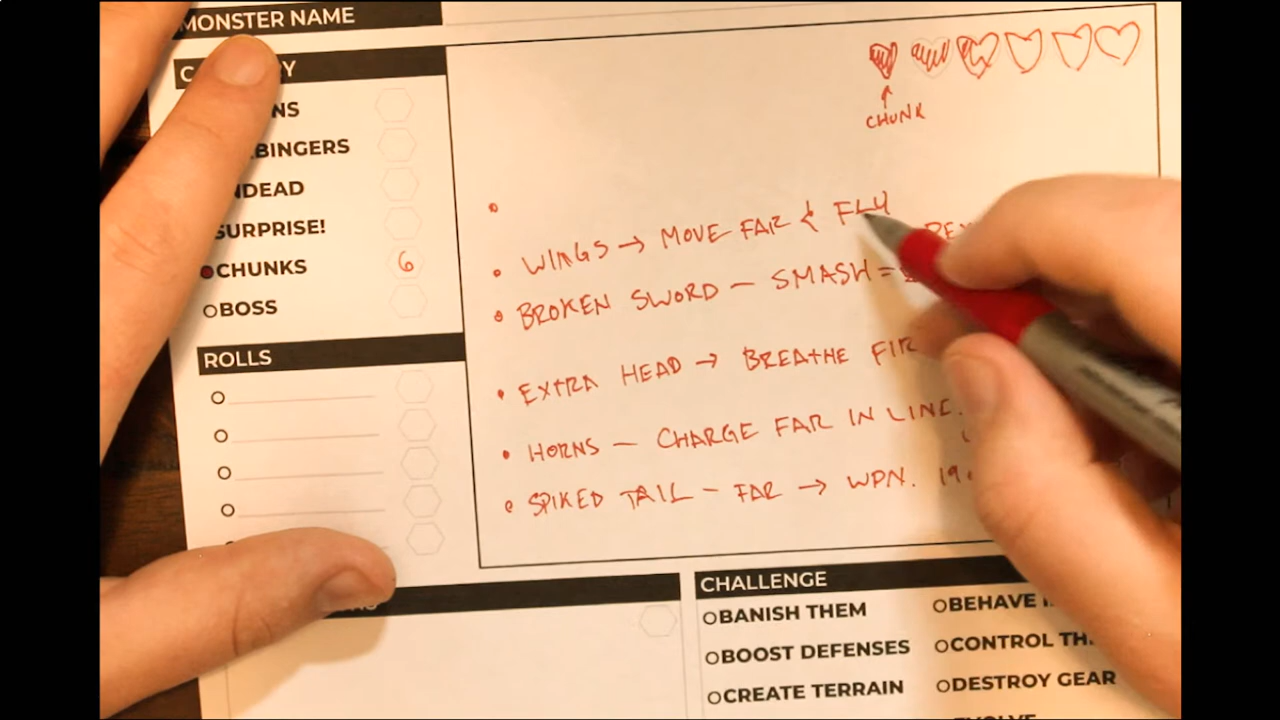 MONSTER NAME
NS
BINGERS
NDEAD
SURPRISE!
CHUNKS 6
BOSS
ROLLS
CHUNK
WINGS → MOVE FAR & FLY
BROKEN SWORD — SMASH =
EXTRA HEAD → BREATHE FIR
HORNS — CHARGE FAR IN LINE.
SPIKED TAIL – FAR → WPN.
CHALLENGE
BANISH THEM
BOOST DEFENSES
CREATE TERRAIN
BEHAVE
CONTROL TH
DESTROY GEAR
EVOLVE